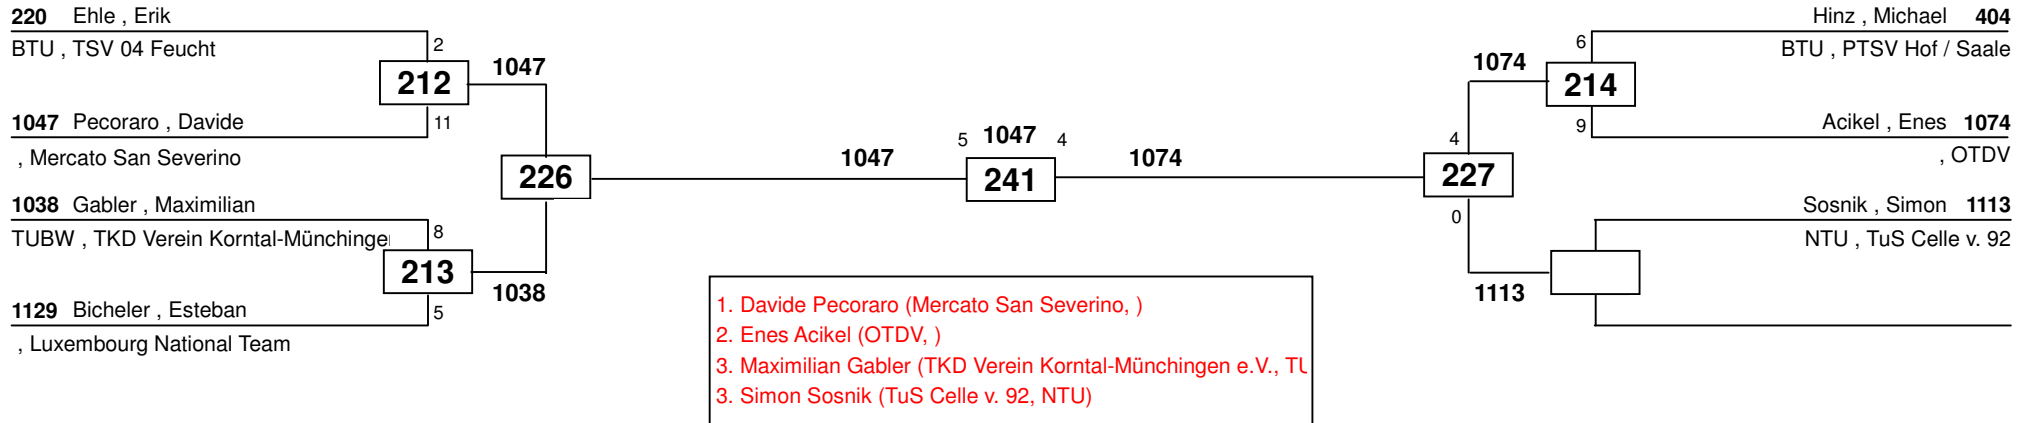 220 Ehle , Erik
BTU , TSV 04 Feucht
2
212
1047
11
1047 Pecoraro , Davide
, Mercato San Severino
226
1038 Gabler , Maximilian
TUBW , TKD Verein Korntal-Münchinge
8
213
1038
5
1129 Bicheler , Esteban
, Luxembourg National Team
1047
5 1047 4
241
1074
Hinz , Michael 404
BTU , PTSV Hof / Saale
6
1074
214
9
Acikel , Enes 1074
, OTDV
4
227
0
Sosnik , Simon 1113
NTU , TuS Celle v. 92
1113
1. Davide Pecoraro (Mercato San Severino, )
2. Enes Acikel (OTDV, )
3. Maximilian Gabler (TKD Verein Korntal-Münchingen e.V., TU
3. Simon Sosnik (TuS Celle v. 92, NTU)